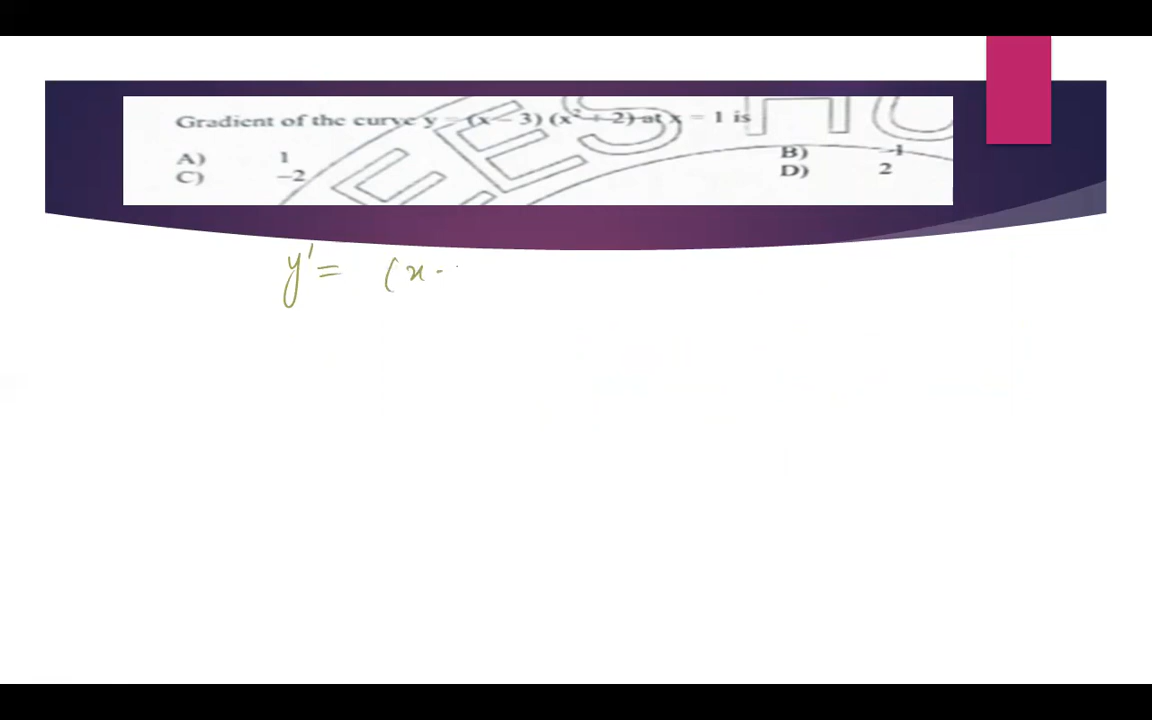 Gradient of the curve y = (x – 3) (x² + 2) at x = 1 is
A) 1 B) –1
C) –2 D) 2
y' = (x -